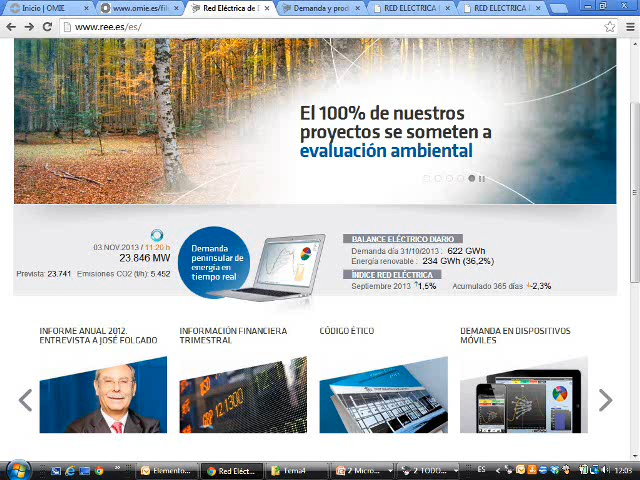 Inicio | OMIE
www.omie.es/file
Red Eléctrica de E
Demanda y prod
RED ELECTRICA
RED ELECTRICA
www.ree.es/es/
El 100% de nuestros
proyectos se someten a
evaluación ambiental
03 NOV.2013 / 11:20 h
23.846 MW
Prevista: 23.741 Emisiones CO2 (t/h): 5.452
Demanda
peninsular de
energía en
tiempo real
BALANCE ELÉCTRICO DIARIO
Demanda día 31/10/2013 : 622 GWh
Energía renovable : 234 GWh (36,2%)
ÍNDICE RED ELÉCTRICA
Septiembre 2013 1,5% Acumulado 365 días -2,3%
INFORME ANUAL 2012.
ENTREVISTA A JOSÉ FOLGADO
INFORMACIÓN FINANCIERA
TRIMESTRAL
CÓDIGO ÉTICO
DEMANDA EN DISPOSITIVOS
MÓVILES
Elemento...
Red Eléct...
Tema4
2 Micro...
2 TODO...
ES
12:03